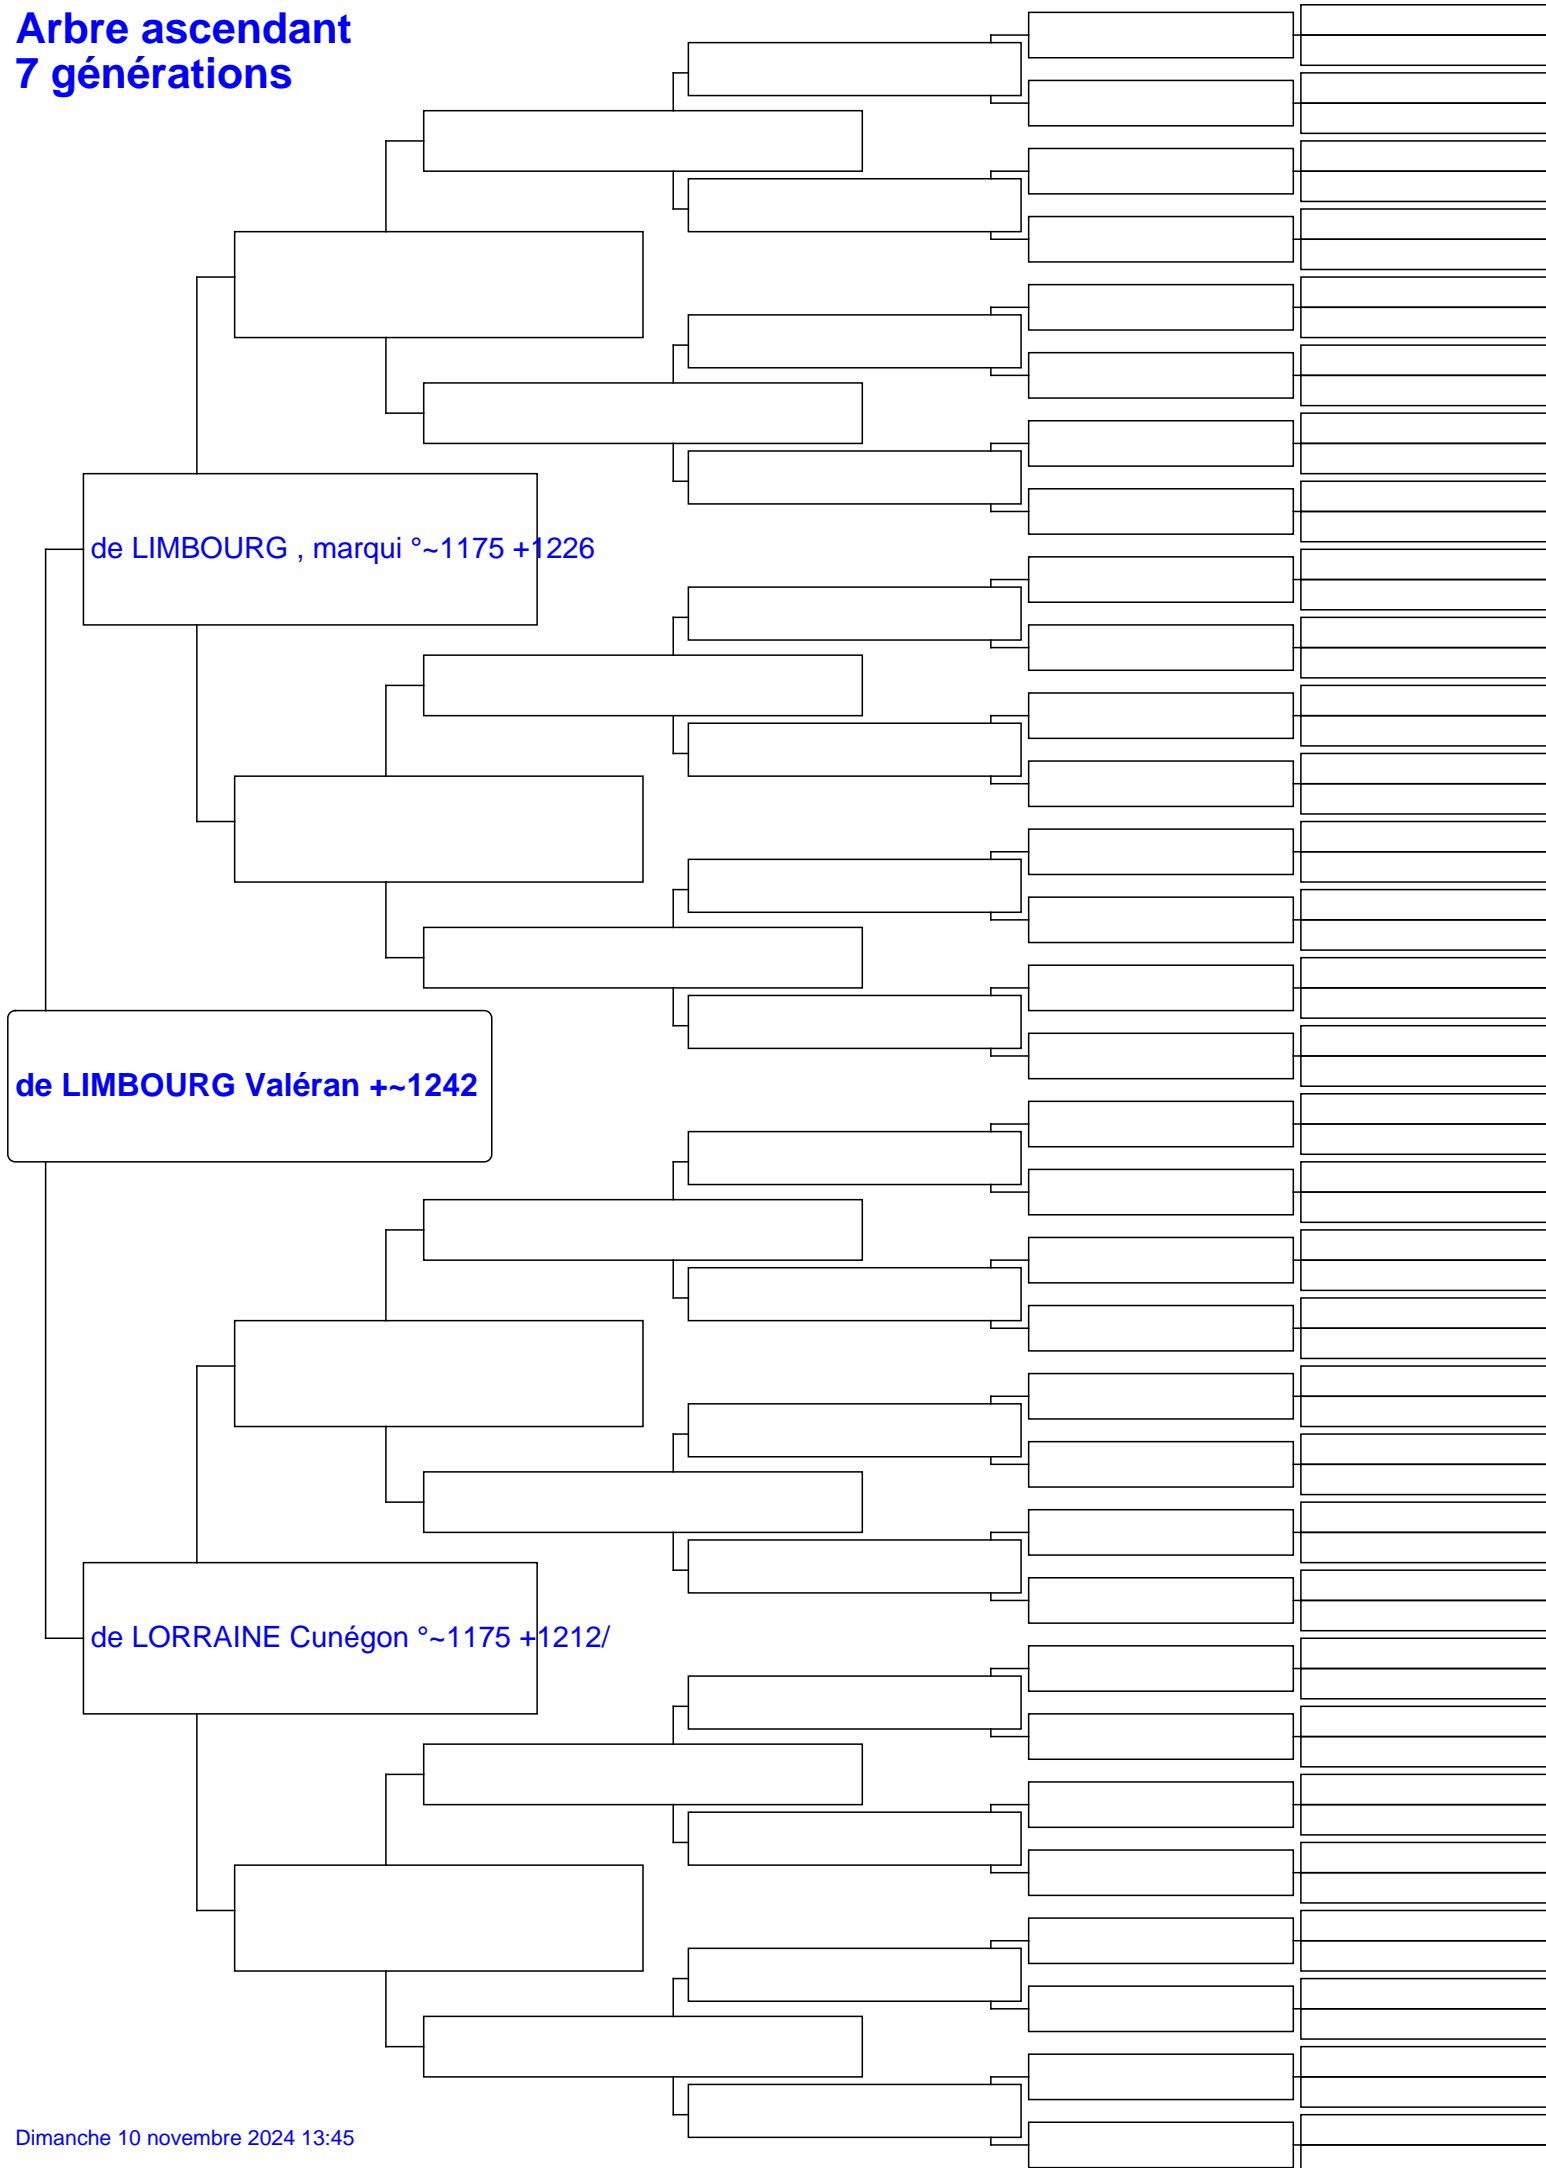 Arbre ascendant
7 générations
de LIMBOURG , marqui °~1175 +1226
de LIMBOURG Valéran +~1242
de LORRAINE Cunégon °~1175 +1212/
Dimanche 10 novembre 2024 13:45